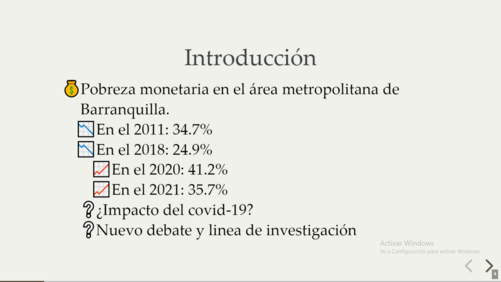 Introducción
Pobreza monetaria en el área metropolitana de
Barranquilla.
En el 2011: 34.7%
En el 2018: 24.9%
En el 2020: 41.2%
En el 2021: 35.7%
¿Impacto del covid-19?
Nuevo debate y linea de investigación
Activar Windows
Ve a Configuración para activar Windows.
4